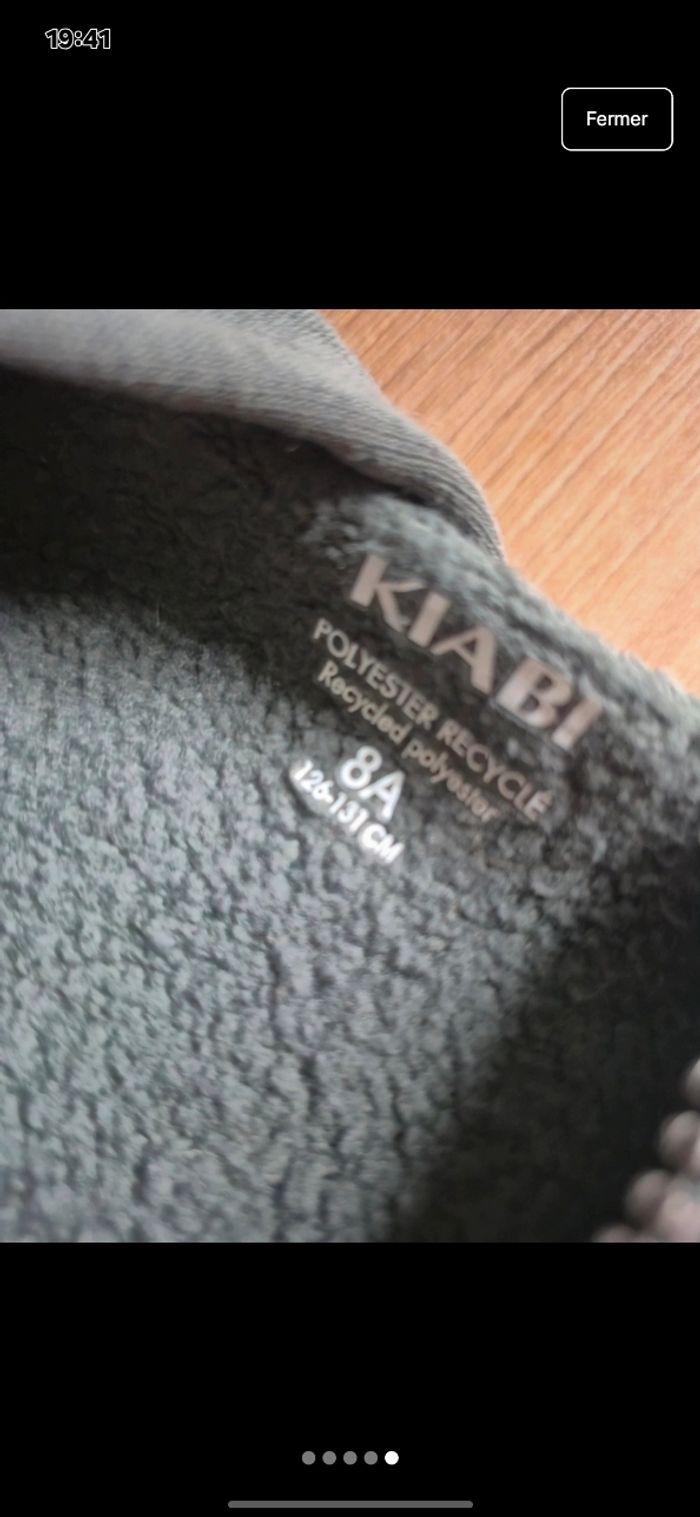 19:41
Fermer
KIABI
POLYESTER RECYCLÉ
Recycled polyester
8A
126-131 CM